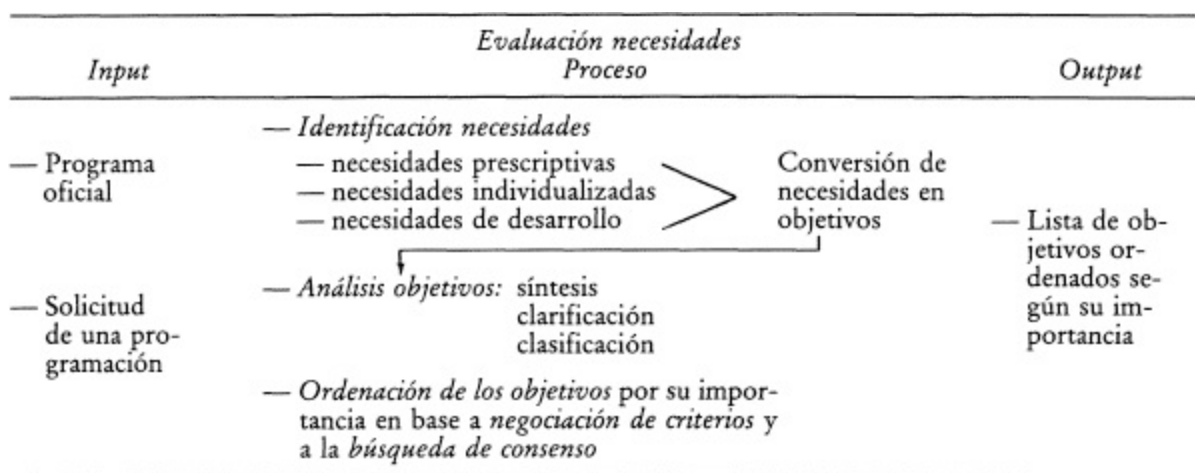 Evaluación necesidades
Input Proceso Output
— Identificación necesidades
— Programa
oficial
— necesidades prescriptivas
— necesidades individualizadas
— necesidades de desarrollo
Conversión de
necesidades en
objetivos
— Análisis objetivos: síntesis
clarificación
clasificación
— Solicitud
de una pro-
gramación
— Ordenación de los objetivos por su impor-
tancia en base a negociación de criterios y
a la búsqueda de consenso
— Lista de ob-
jetivos or-
denados se-
gún su im-
portancia